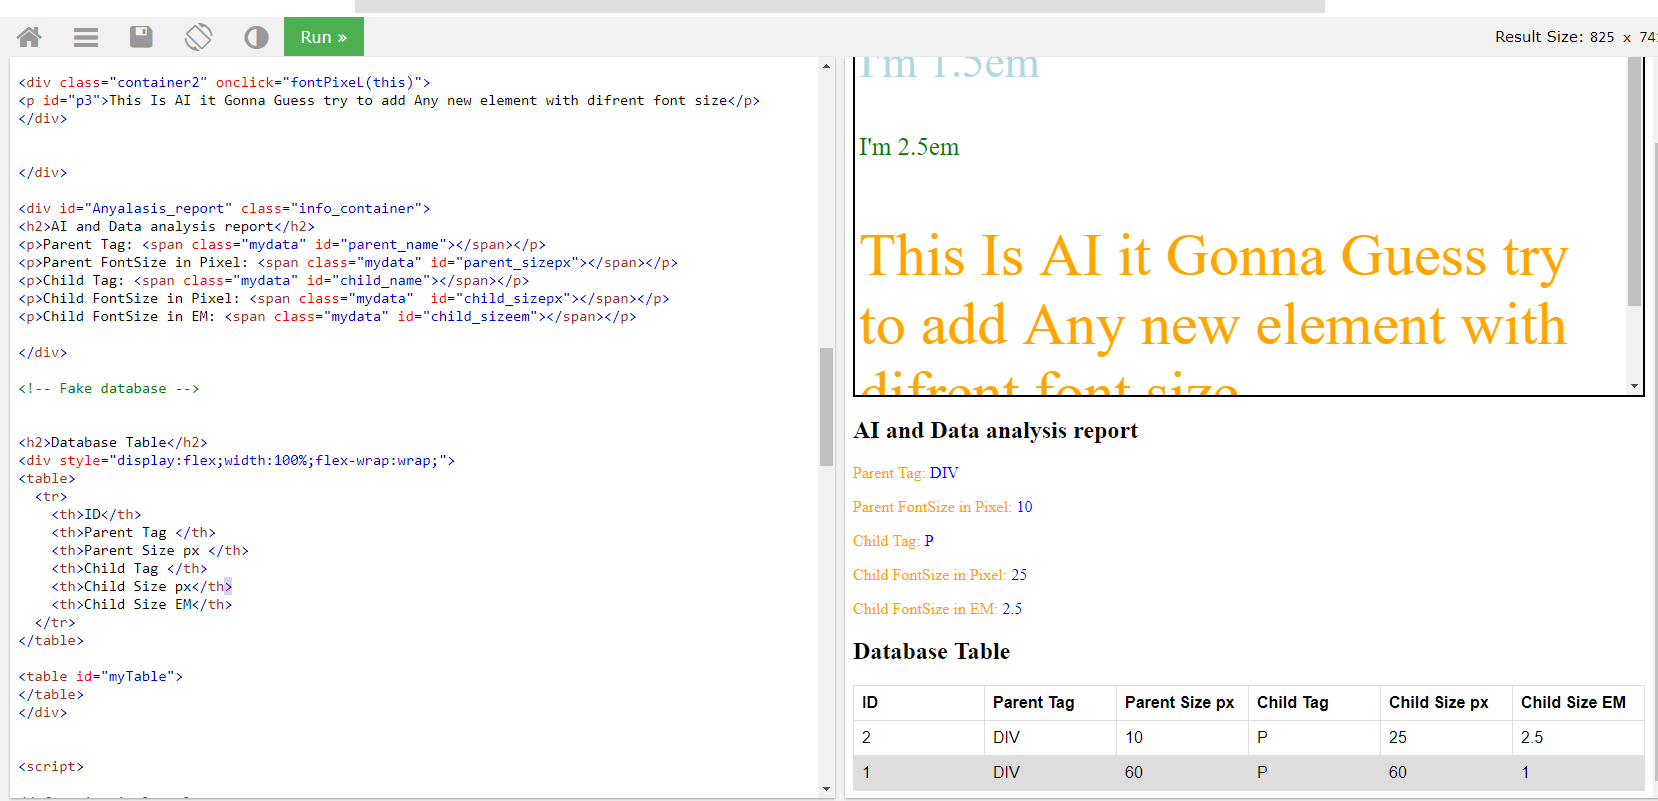 Run »
Result Size: 825 x 74
<div class="container2" onclick="fontPixeL(this)">
<p id="p3">This Is AI it Gonna Guess try to add Any new element with difrent font size</p>
</div>
</div>
<div id="Anyalasis_report" class="info_container">
<h2>AI and Data analysis report</h2>
<p>Parent Tag: <span class="mydata" id="parent_name"></span></p>
<p>Parent FontSize in Pixel: <span class="mydata" id="parent_sizepx"></span></p>
<p>Child Tag: <span class="mydata" id="child_name"></span></p>
<p>Child FontSize in Pixel: <span class="mydata"  id="child_sizepx"></span></p>
<p>Child FontSize in EM: <span class="mydata" id="child_sizeem"></span></p>
</div>
<!-- Fake database -->
<h2>Database Table</h2>
<div style="display:flex;width:100%;flex-wrap:wrap;">
<table>
  <tr>
    <th>ID</th>
    <th>Parent Tag </th>
    <th>Parent Size px </th>
    <th>Child Tag </th>
    <th>Child Size px</th>
    <th>Child Size EM</th>
  </tr>
</table>
<table id="myTable">
</table>
</div>
<script>
I'm 1.5em
I'm 2.5em
This Is AI it Gonna Guess try
to add Any new element with
difrent font size
AI and Data analysis report
Parent Tag: DIV
Parent FontSize in Pixel: 10
Child Tag: P
Child FontSize in Pixel: 25
Child FontSize in EM: 2.5
Database Table
ID Parent Tag Parent Size px Child Tag Child Size px Child Size EM
2 DIV 10 P 25 2.5
1 DIV 60 P 60 1